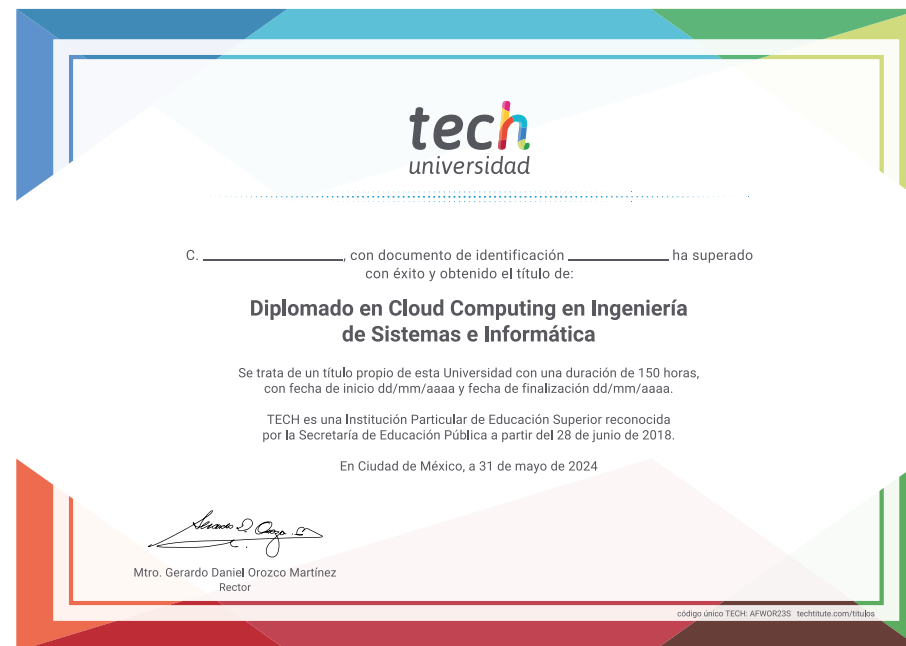 tech
universidad
C. ____________, con documento de identificación ____________ ha superado
con éxito y obtenido el título de:
Diplomado en Cloud Computing en Ingeniería
de Sistemas e Informática
Se trata de un título propio de esta Universidad con una duración de 150 horas,
con fecha de inicio dd/mm/aaaa y fecha de finalización dd/mm/aaaa.
TECH es una Institución Particular de Educación Superior reconocida
por la Secretaría de Educación Pública a partir del 28 de junio de 2018.
En Ciudad de México, a 31 de mayo de 2024
Mtro. Gerardo Daniel Orozco Martínez
Rector
código único TECH: AFWOR23S techtitute.com/titulos